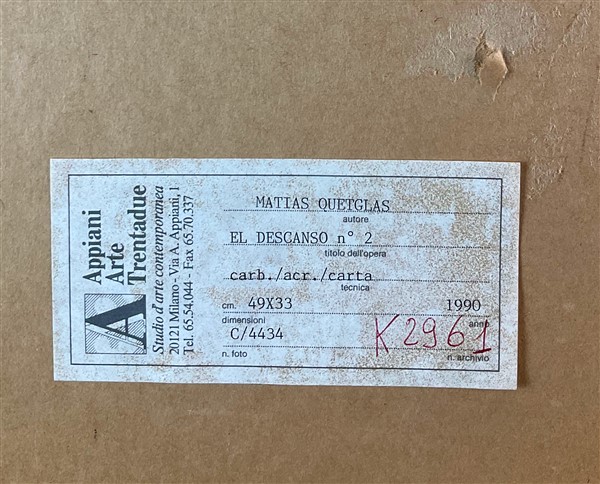 Appiani
Arte
Trentadue
A
Studio d'arte contemporanea
20121 Milano - Via A. Appiani, 1
Tel. 65.54.044 - Fax 65.70.337
MATIAS QUETGLAS
autore
EL DESCANSO n° 2
titolo dell'opera
carb./acr./carta
tecnica
cm. 49X33 1990
dimensioni anno
C/4434 K2961
n. foto n. archivio